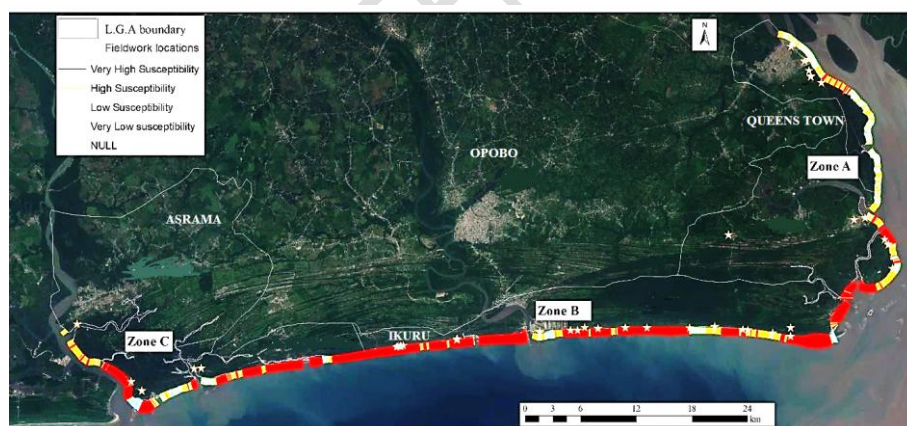 L.G.A boundary
Fieldwork locations
Very High Susceptibility
High Susceptibility
Low Susceptibility
Very Low susceptibility
NULL
N
QUEENS TOWN
OPOBO
Zone A
ASRAMA
Zone B
IKURU
Zone C
0 3 6 12 18 24
km